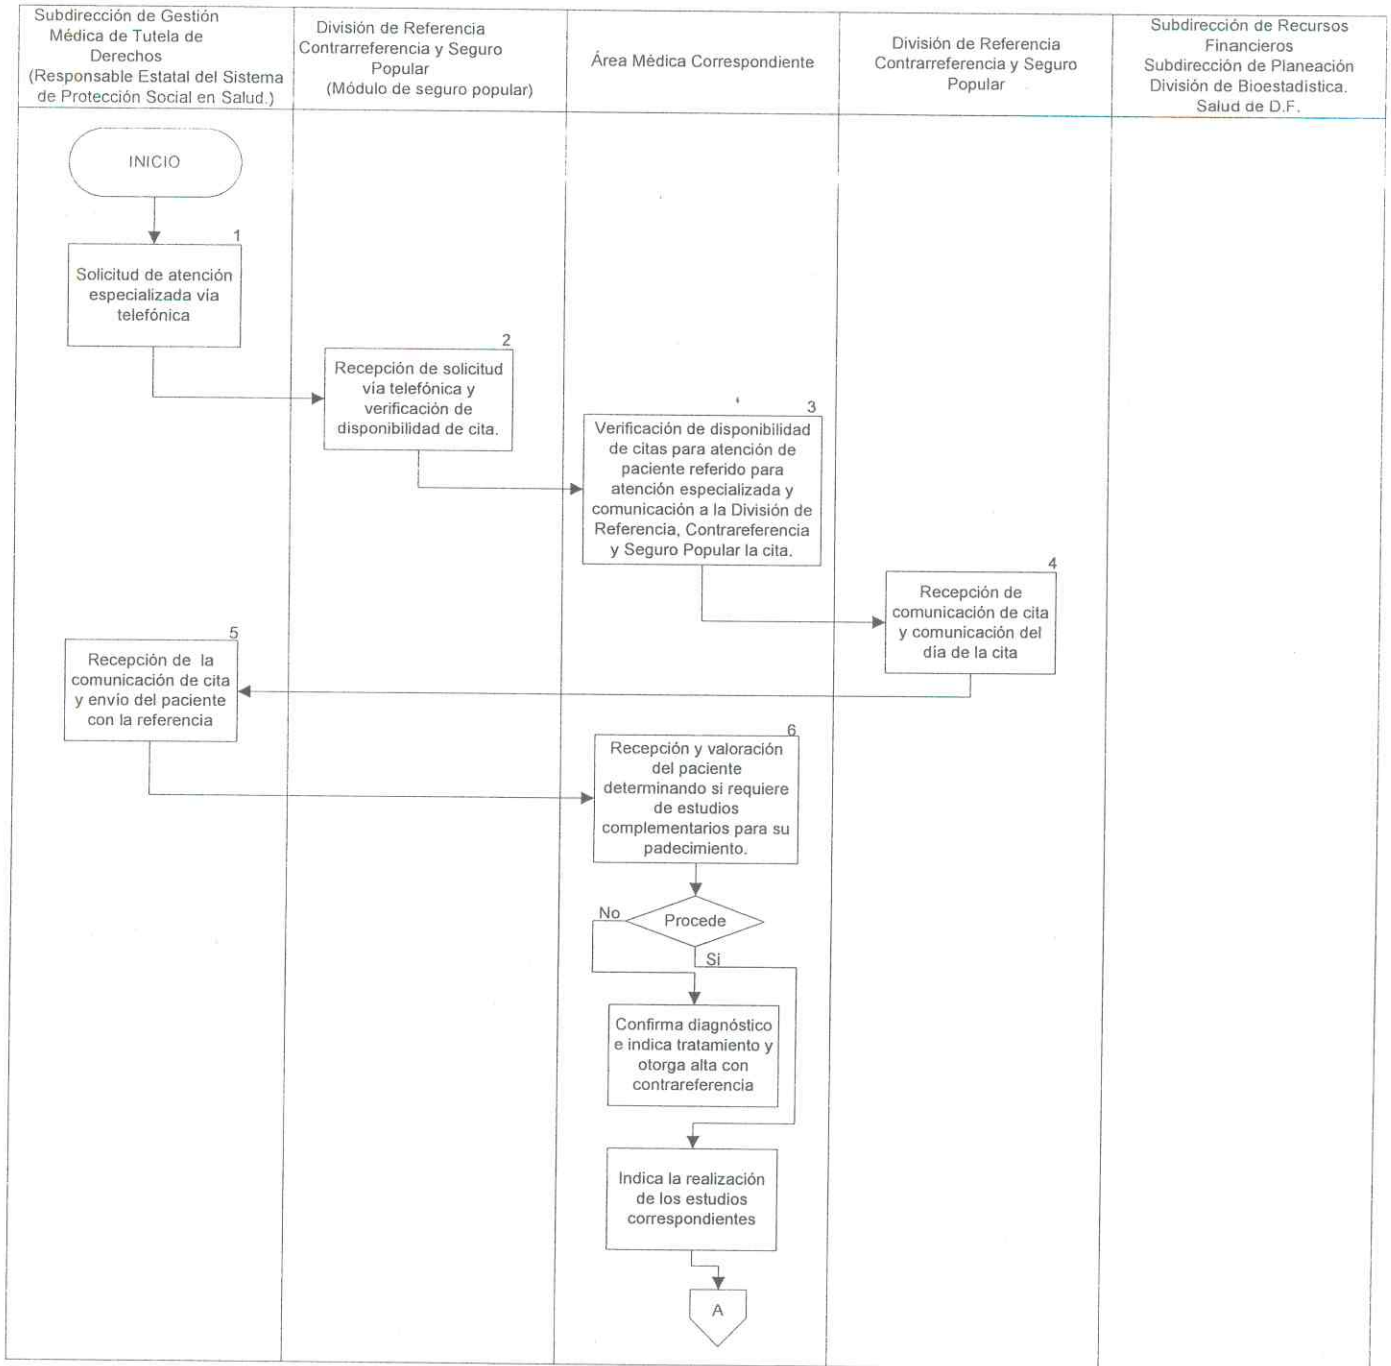 Subdirección de Gestión
Médica de Tutela de
Derechos
(Responsable Estatal del Sistema
de Protección Social en Salud.)
División de Referencia
Contrarreferencia y Seguro
Popular
(Módulo de seguro popular)
Área Médica Correspondiente
División de Referencia
Contrarreferencia y Seguro
Popular
Subdirección de Recursos
Financieros
Subdirección de Planeación
División de Bioestadística.
Salud de D.F.
INICIO
1
Solicitud de atención
especializada vía
telefónica
2
Recepción de solicitud
vía telefónica y
verificación de
disponibilidad de cita.
3
Verificación de disponibilidad
de citas para atención de
paciente referido para
atención especializada y
comunicación a la División de
Referencia, Contrareferencia
y Seguro Popular la cita.
4
Recepción de
comunicación de cita
y comunicación del
día de la cita
5
Recepción de la
comunicación de cita
y envío del paciente
con la referencia
6
Recepción y valoración
del paciente
determinando si requiere
de estudios
complementarios para su
padecimiento.
No
Procede
Si
Confirma diagnóstico
e indica tratamiento y
otorga alta con
contrareferencia
Indica la realización
de los estudios
correspondientes
A